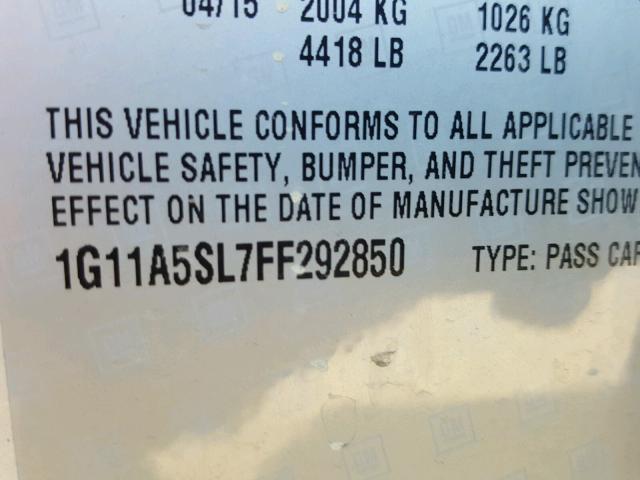 04/15 2004 KG 1026 KG
4418 LB 2263 LB
THIS VEHICLE CONFORMS TO ALL APPLICABLE
VEHICLE SAFETY, BUMPER, AND THEFT PREVEN
EFFECT ON THE DATE OF MANUFACTURE SHOW
1G11A5SL7FF292850 TYPE: PASS CAR
GM